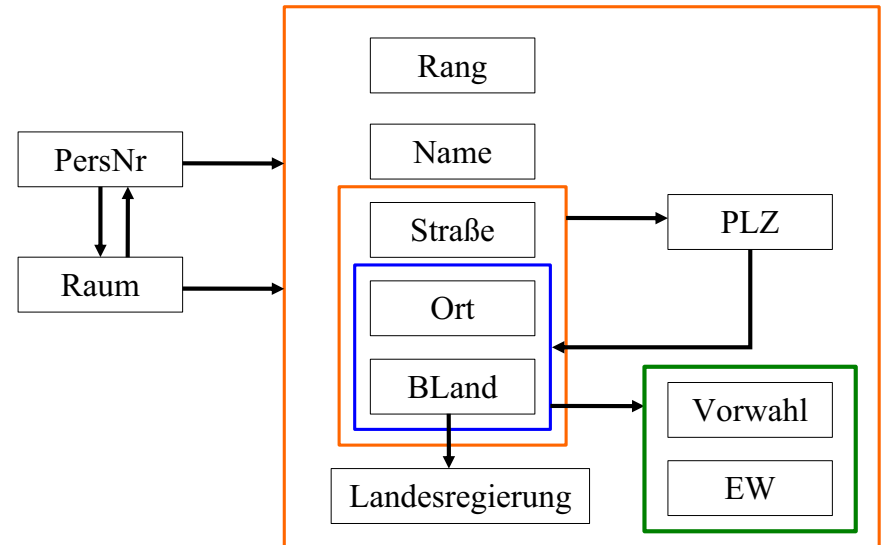 Rang
PersNr
Name
Straße
PLZ
Raum
Ort
BLand
Vorwahl
Landesregierung
EW